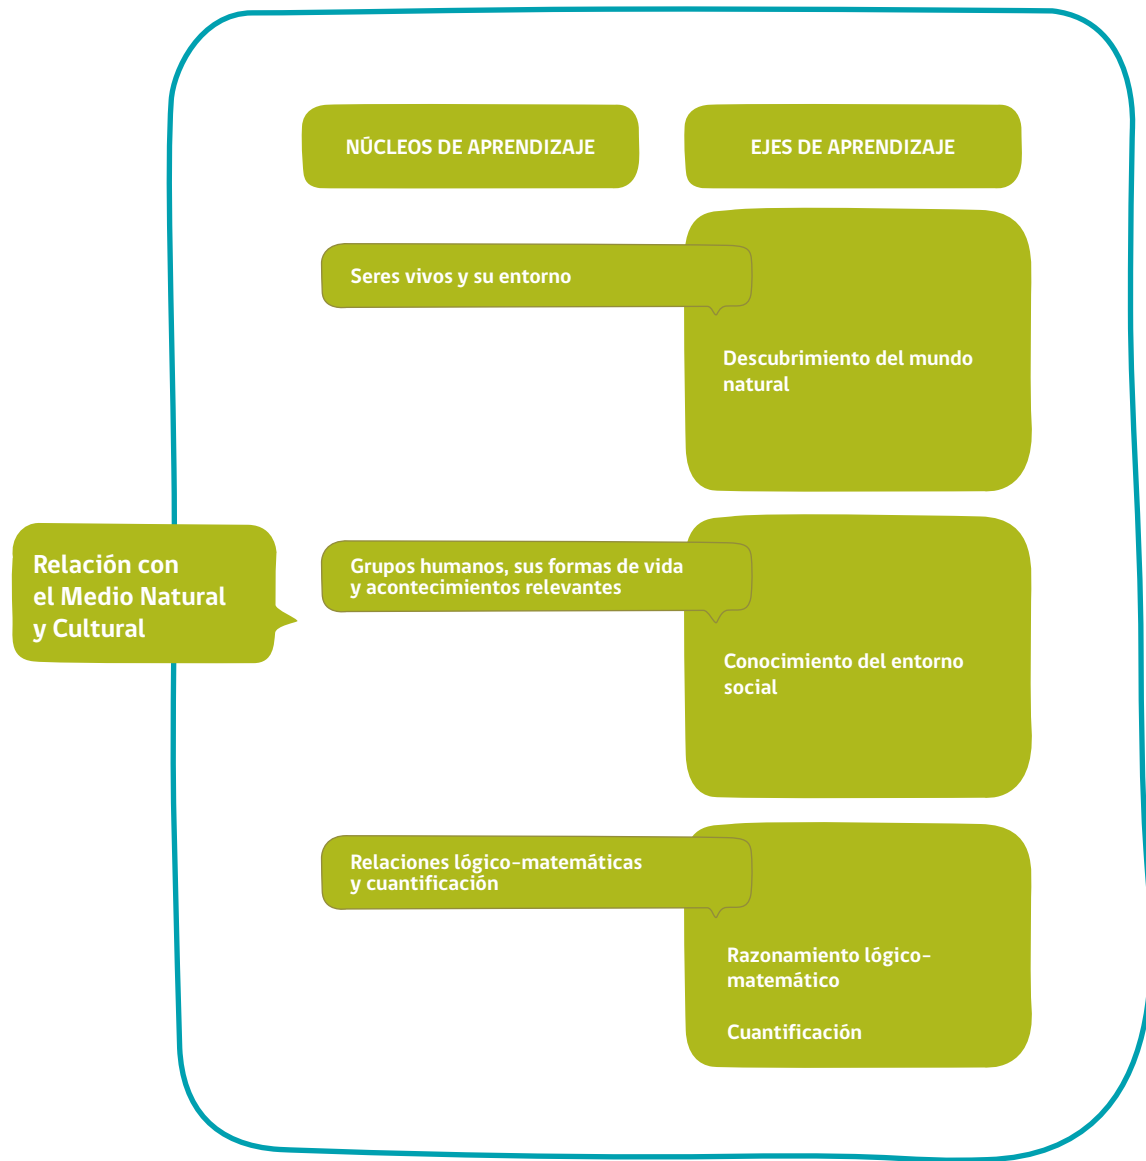 NÚCLEOS DE APRENDIZAJE
EJES DE APRENDIZAJE
Seres vivos y su entorno
Descubrimiento del mundo
natural
Relación con
el Medio Natural
y Cultural
Grupos humanos, sus formas de vida
y acontecimientos relevantes
Conocimiento del entorno
social
Relaciones lógico-matemáticas
y cuantificación
Razonamiento lógico-
matemático
Cuantificación